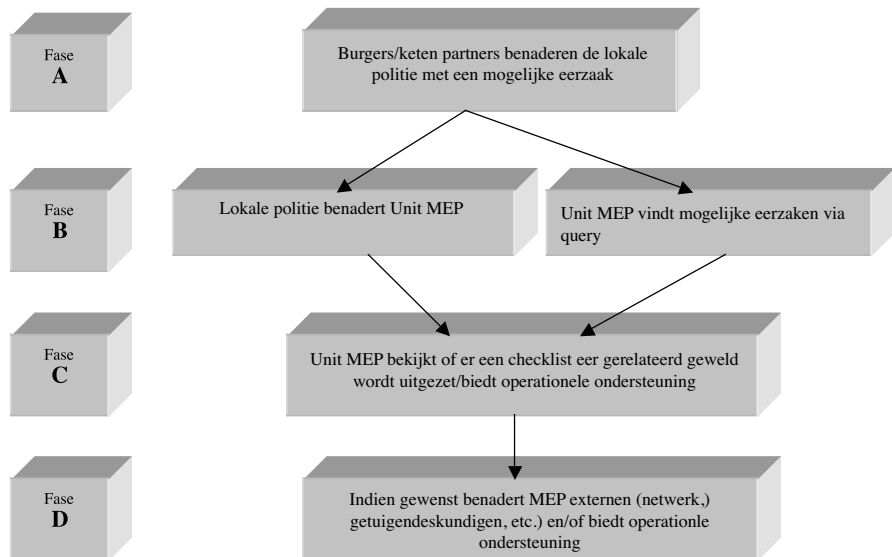 Fase
A
Burgers/keten partners benaderen de lokale
politie met een mogelijke eerzaak
Fase
B
Lokale politie benadert Unit MEP
Unit MEP vindt mogelijke eerzaken via
query
Fase
C
Unit MEP bekijkt of er een checklist eer gerelateerd geweld
wordt uitgezet/biedt operationele ondersteuning
Fase
D
Indien gewenst benadert MEP externen (netwerk,)
getuigendeskundigen, etc.) en/of biedt operationle
ondersteuning